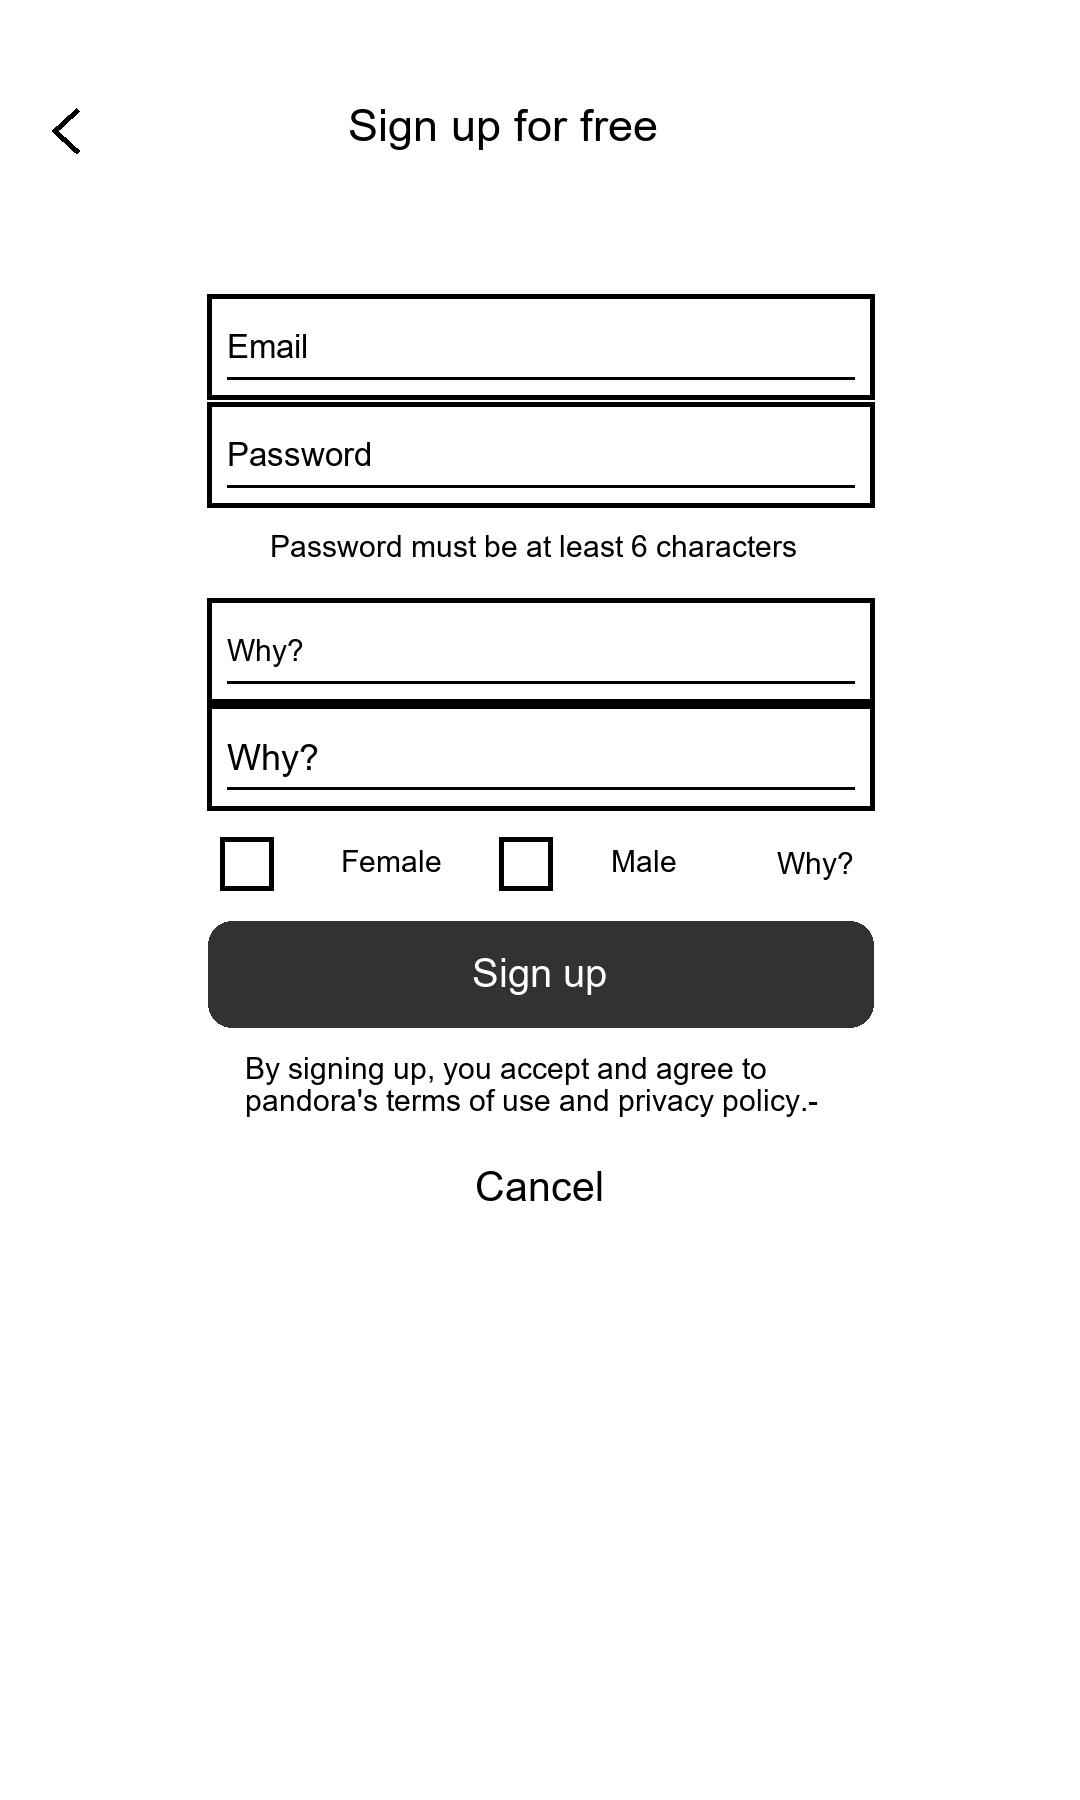 Sign up for free
Email
Password
Password must be at least 6 characters
Why?
Why?
Female Male Why?
Sign up
By signing up, you accept and agree to
pandora's terms of use and privacy policy.-
Cancel